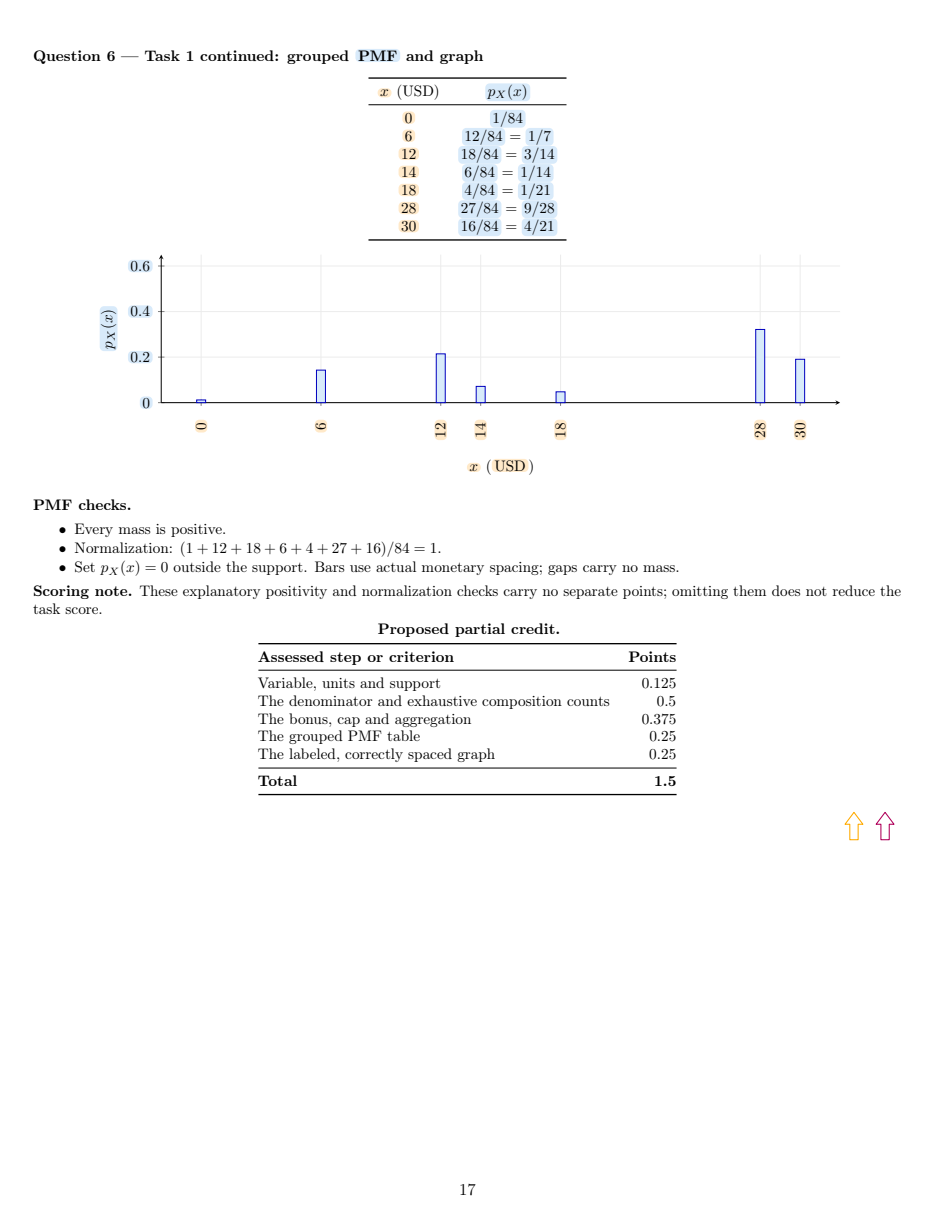 Question 6 — Task 1 continued: grouped PMF and graph
x (USD) pX(x)
0 1/84
6 12/84 = 1/7
12 18/84 = 3/14
14 6/84 = 1/14
18 4/84 = 1/21
28 27/84 = 9/28
30 16/84 = 4/21
0.6
0.4
0.2
0
pX(x)
0 6 12 14 18 28 30
x (USD)
PMF checks.
• Every mass is positive.
• Normalization: (1 + 12 + 18 + 6 + 4 + 27 + 16)/84 = 1.
• Set pX(x) = 0 outside the support. Bars use actual monetary spacing; gaps carry no mass.
Scoring note. These explanatory positivity and normalization checks carry no separate points; omitting them does not reduce the
task score.
Proposed partial credit.
Assessed step or criterion Points
Variable, units and support 0.125
The denominator and exhaustive composition counts 0.5
The bonus, cap and aggregation 0.375
The grouped PMF table 0.25
The labeled, correctly spaced graph 0.25
Total 1.5
17